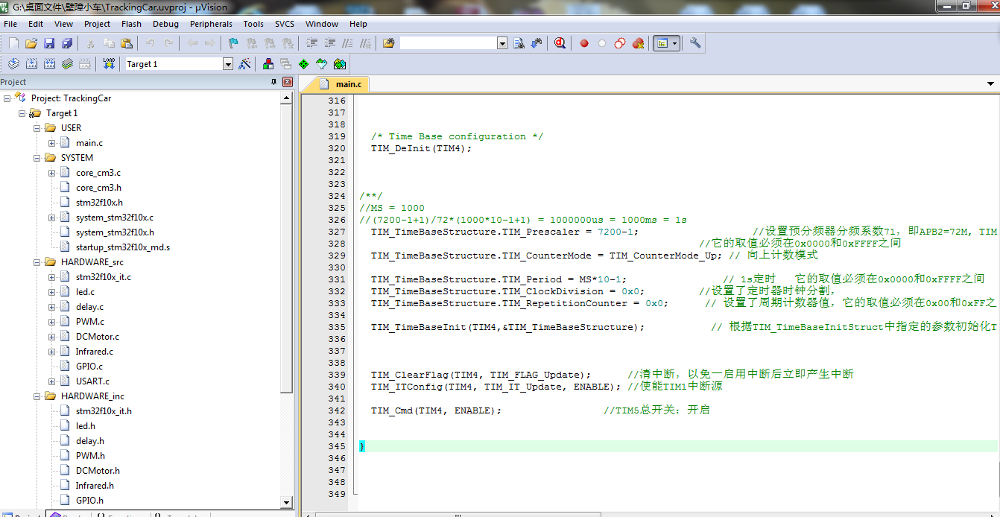 G:\桌面文件\壁障小车\TrackingCar.uvproj - µVision
File Edit View Project Flash Debug Peripherals Tools SVCS Window Help
Target 1
Project
main.c
Project: TrackingCar
Target 1
USER
main.c
SYSTEM
core_cm3.c
core_cm3.h
stm32f10x.h
system_stm32f10x.c
system_stm32f10x.h
startup_stm32f10x_md.s
HARDWARE_src
stm32f10x_it.c
led.c
delay.c
PWM.c
DCMotor.c
Infrared.c
GPIO.c
USART.c
HARDWARE_inc
stm32f10x_it.h
led.h
delay.h
PWM.h
DCMotor.h
Infrared.h
GPIO.h
316
317
318
319 /* Time Base configuration */
320 TIM_DeInit(TIM4);
321
322
323
324 /**/
325 //MS = 1000
326 //(7200-1+1)/72*(1000*10-1+1) = 1000000us = 1000ms = 1s
327 TIM_TimeBaseStructure.TIM_Prescaler = 7200-1; //设置预分频器分频系数71，即APB2=72M, TIM
328 //它的取值必须在0x0000和0xFFFF之间
329 TIM_TimeBaseStructure.TIM_CounterMode = TIM_CounterMode_Up; // 向上计数模式
330
331 TIM_TimeBaseStructure.TIM_Period = MS*10-1; // 1s定时 它的取值必须在0x0000和0xFFFF之间
332 TIM_TimeBaseStructure.TIM_ClockDivision = 0x0; //设置了定时器时钟分割，
333 TIM_TimeBaseStructure.TIM_RepetitionCounter = 0x0; // 设置了周期计数器值，它的取值必须在0x00和0xFF之
334
335 TIM_TimeBaseInit(TIM4,&TIM_TimeBaseStructure); // 根据TIM_TimeBaseInitStruct中指定的参数初始化T
336
337
338
339 TIM_ClearFlag(TIM4, TIM_FLAG_Update); //清中断，以免一启用中断后立即产生中断
340 TIM_ITConfig(TIM4, TIM_IT_Update, ENABLE); //使能TIM1中断源
341
342 TIM_Cmd(TIM4, ENABLE); //TIM5总开关：开启
343
344
345 }
346
347
348
349